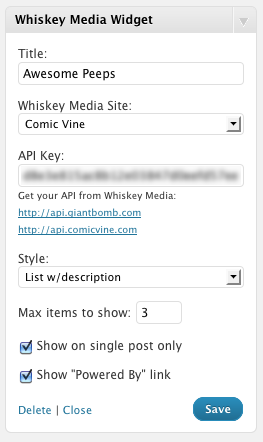 Whiskey Media Widget
Title:
Awesome Peeps
Whiskey Media Site:
Comic Vine
API Key:
Get your API from Whiskey Media:
http://api.giantbomb.com
http://api.comicvine.com
Style:
List w/description
Max items to show: 3
Show on single post only
Show "Powered By" link
Delete | Close
Save